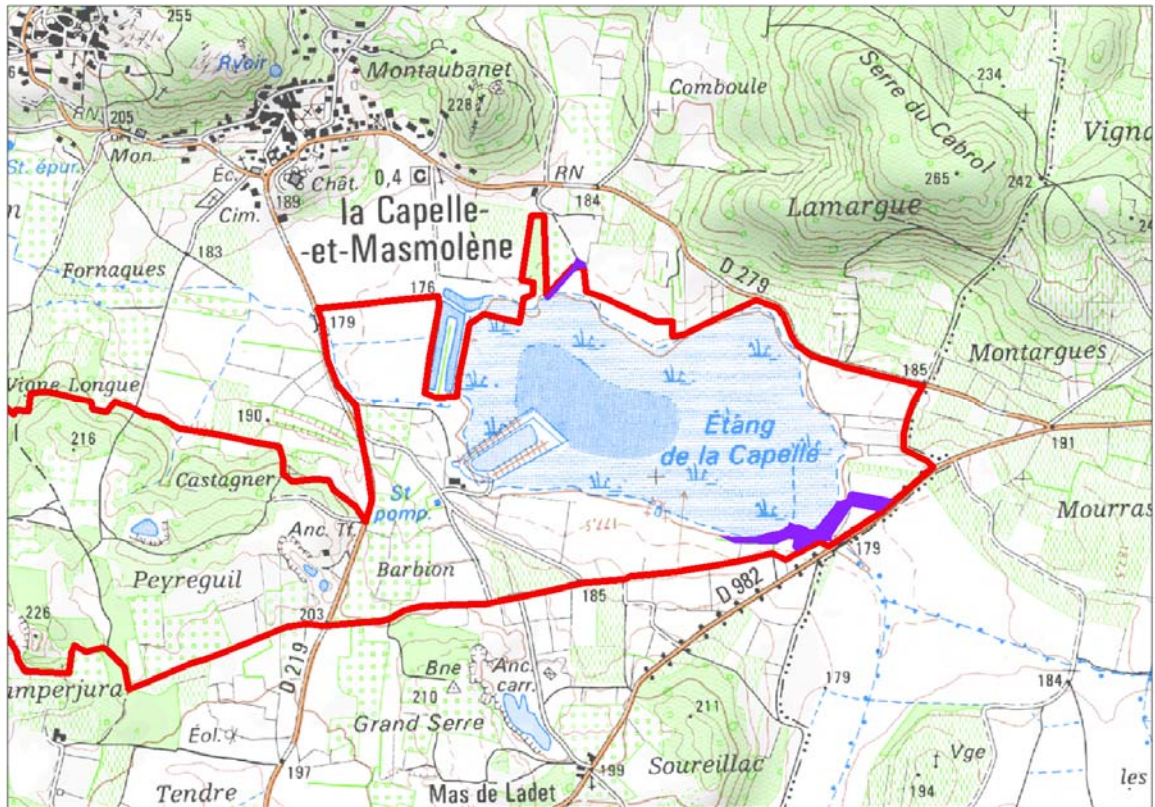 255
Rvoir
Montaubanet
228
Comboule
234
Serre du Cabrol
Vigna
RN
205
Mon.
St. épur.
Éc.
Chât.
0,4 C
RN
265
242
Cim.
189
184
Lamargue
la Capelle-
-et-Masmolène
183
Fornaques
176
D 279
179
Montargues
185
Vigne Longue
190
216
191
Étang
de la Capelle
Castagner
St
pomp.
Mourras
177,5
Anc. Tf.
179
Peyreguil
Barbion
185
D 982
226
203
Bne
Anc.
carr.
179
184
umperjura
D 219
210
Grand Serre
211
Éol.
Soureillac
Vge
197
199
194
les
Tendre
Mas de Ladet